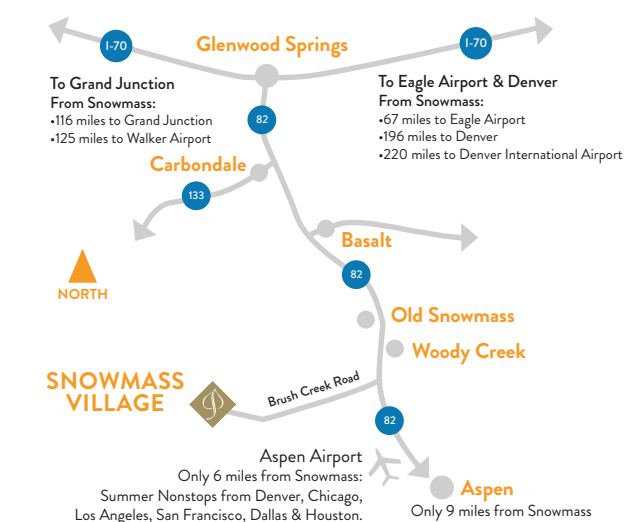 I-70
I-70
Glenwood Springs
To Grand Junction
From Snowmass:
•116 miles to Grand Junction
•125 miles to Walker Airport
To Eagle Airport & Denver
From Snowmass:
•67 miles to Eagle Airport
•196 miles to Denver
•220 miles to Denver International Airport
82
Carbondale
133
Basalt
82
NORTH
Old Snowmass
Woody Creek
SNOWMASS
VILLAGE
Brush Creek Road
82
Aspen Airport
Only 6 miles from Snowmass:
Summer Nonstops from Denver, Chicago,
Los Angeles, San Francisco, Dallas & Houston.
Aspen
Only 9 miles from Snowmass